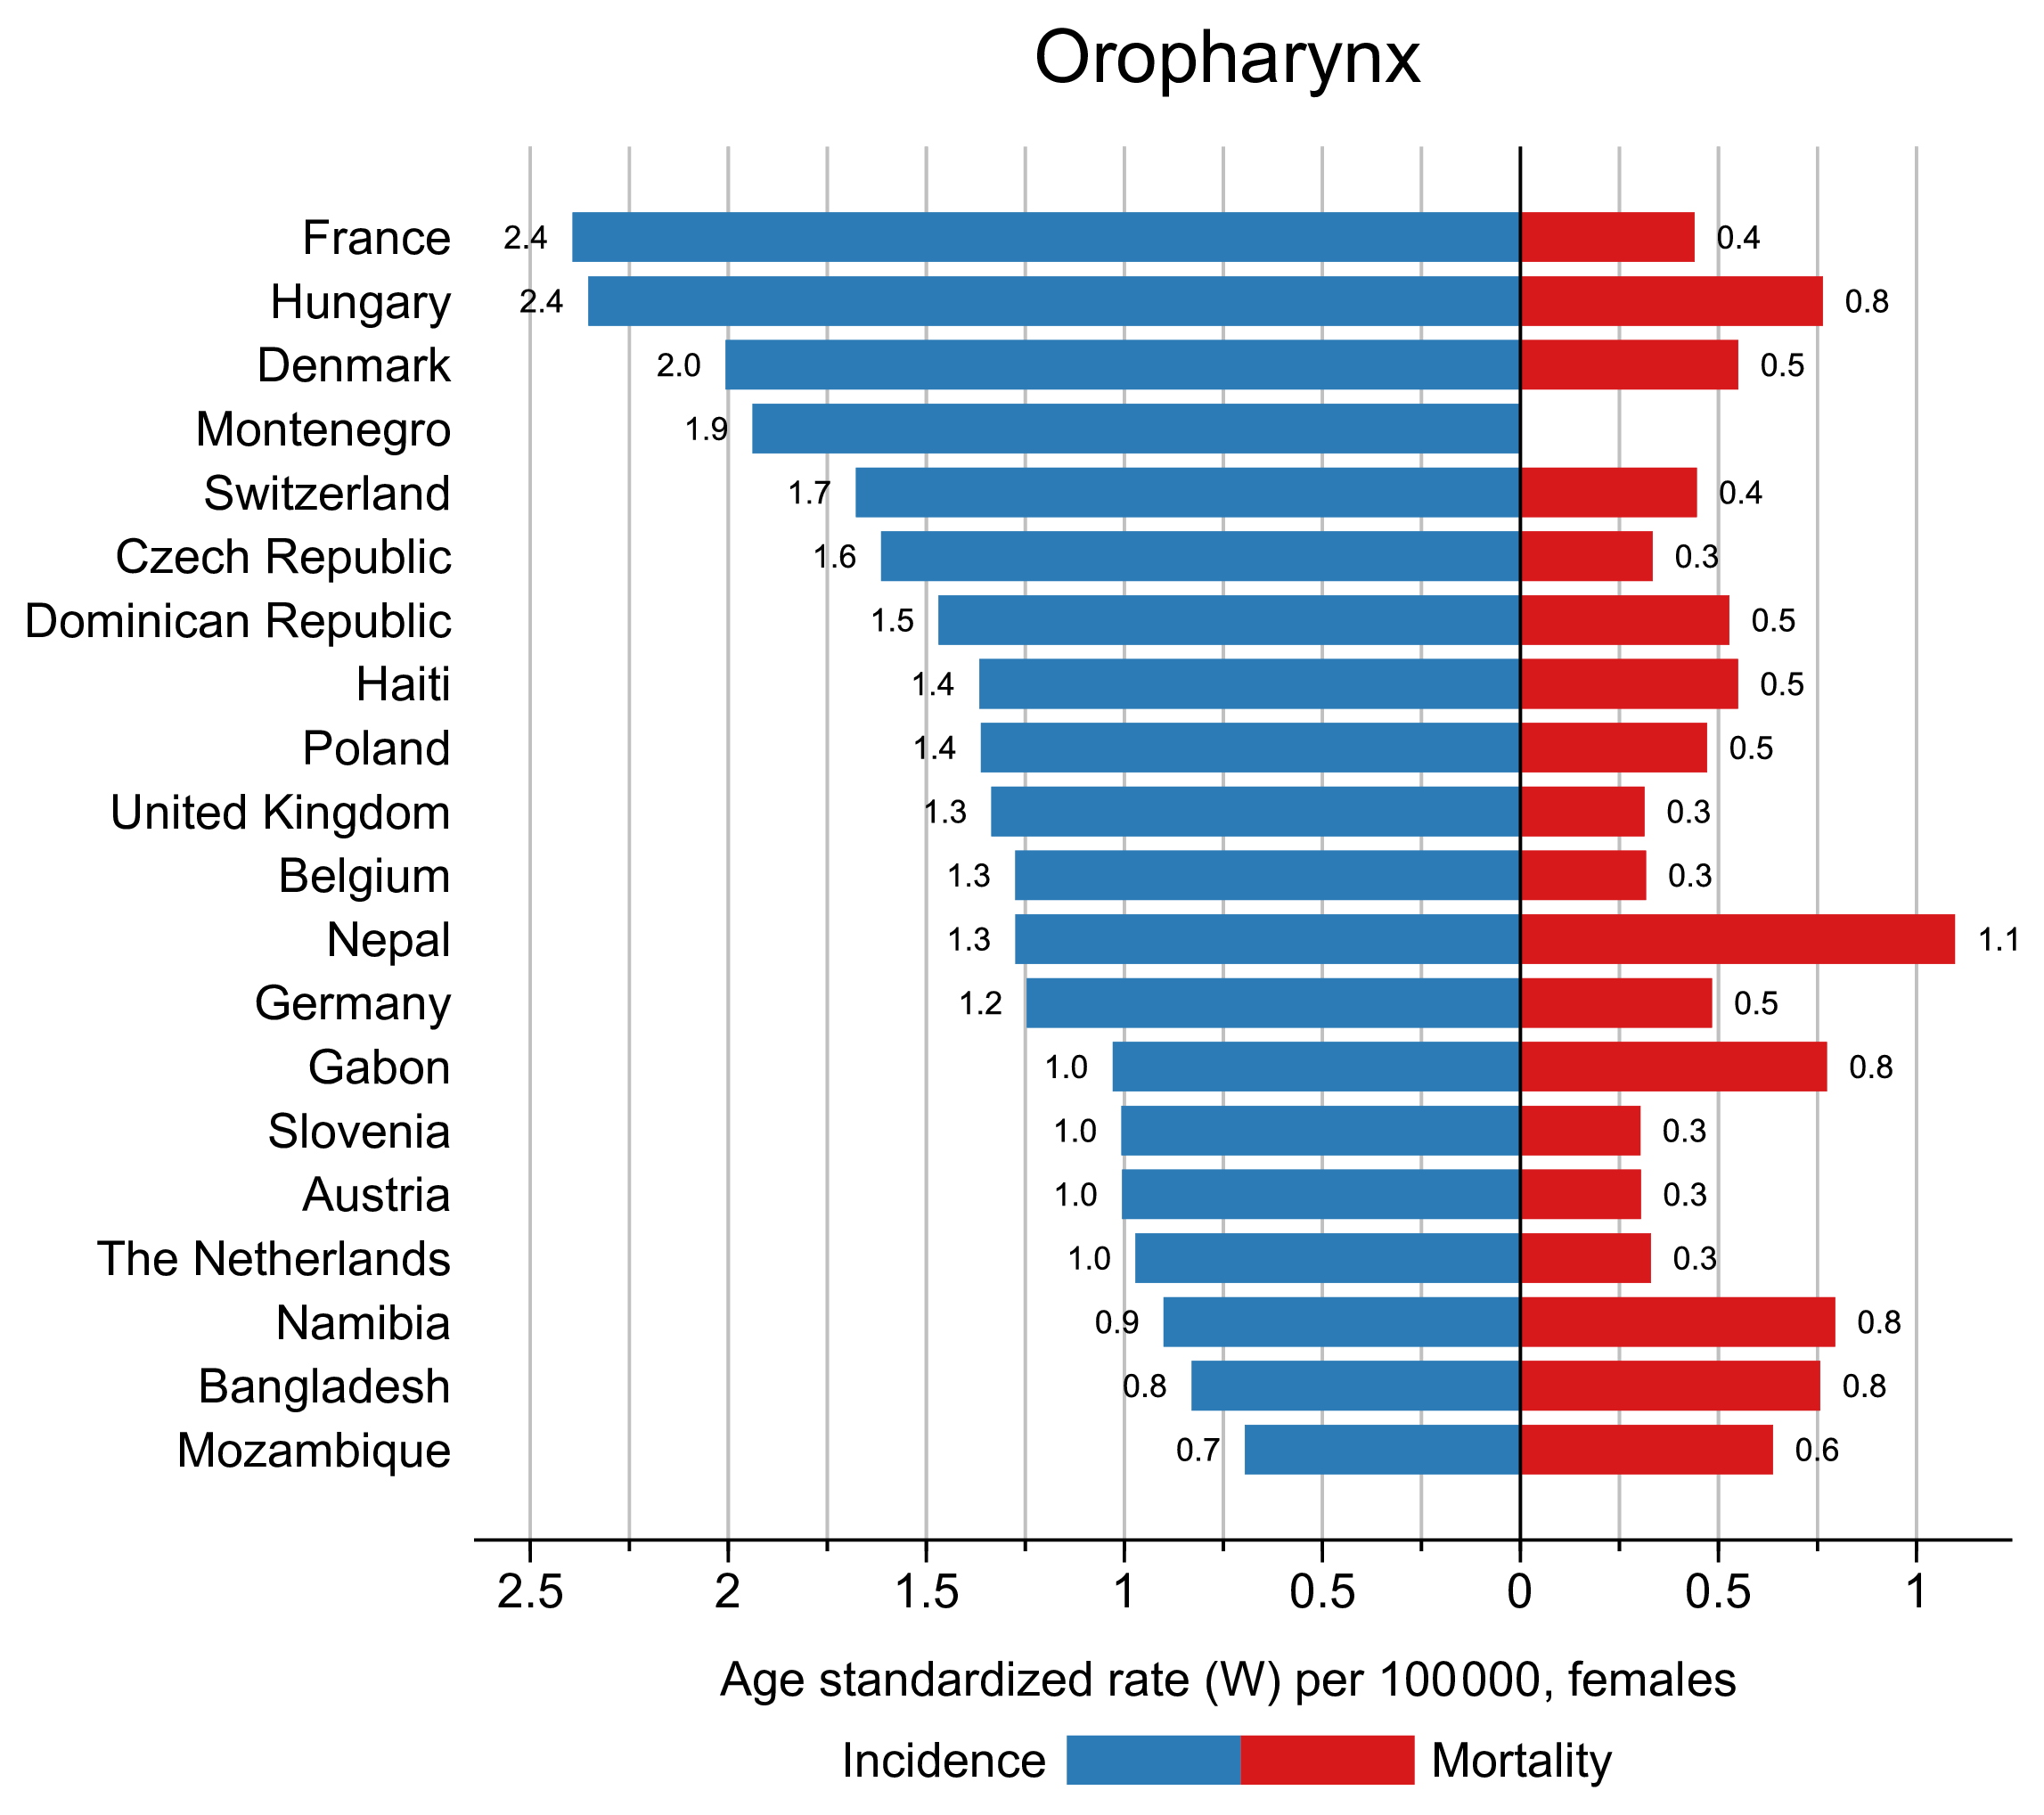 Oropharynx
France 2.4 0.4
Hungary 2.4 0.8
Denmark 2.0 0.5
Montenegro 1.9
Switzerland 1.7 0.4
Czech Republic 1.6 0.3
Dominican Republic 1.5 0.5
Haiti 1.4 0.5
Poland 1.4 0.5
United Kingdom 1.3 0.3
Belgium 1.3 0.3
Nepal 1.3 1.1
Germany 1.2 0.5
Gabon 1.0 0.8
Slovenia 1.0 0.3
Austria 1.0 0.3
The Netherlands 1.0 0.3
Namibia 0.9 0.8
Bangladesh 0.8 0.8
Mozambique 0.7 0.6
2.5 2 1.5 1 0.5 0 0.5 1
Age standardized rate (W) per 100000, females
Incidence Mortality